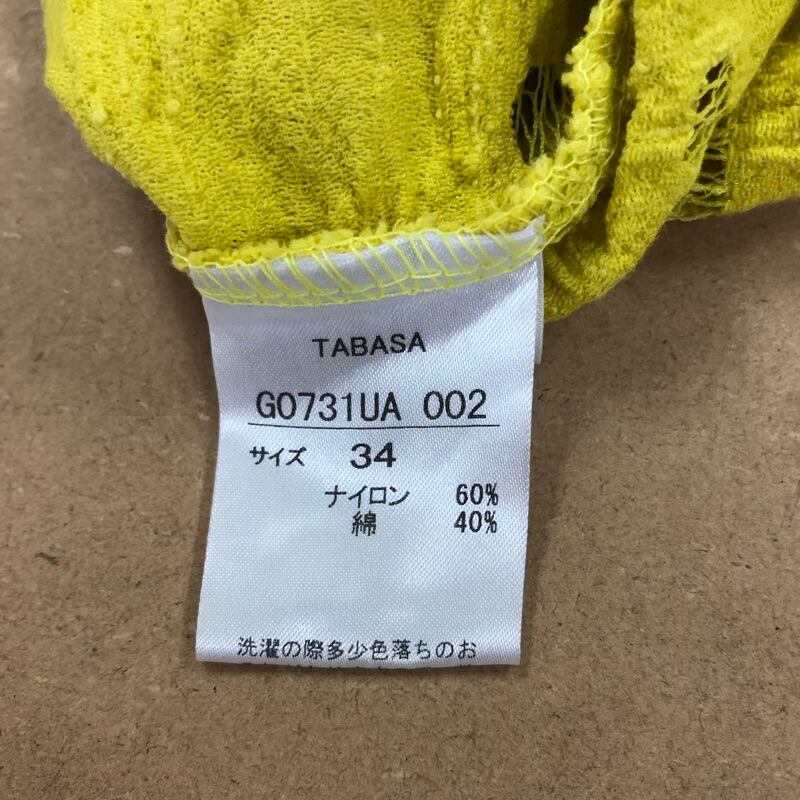 TABASA
G0731UA 002
サイズ 34
ナイロン 60%
綿 40%
洗濯の際多少色落ちのお